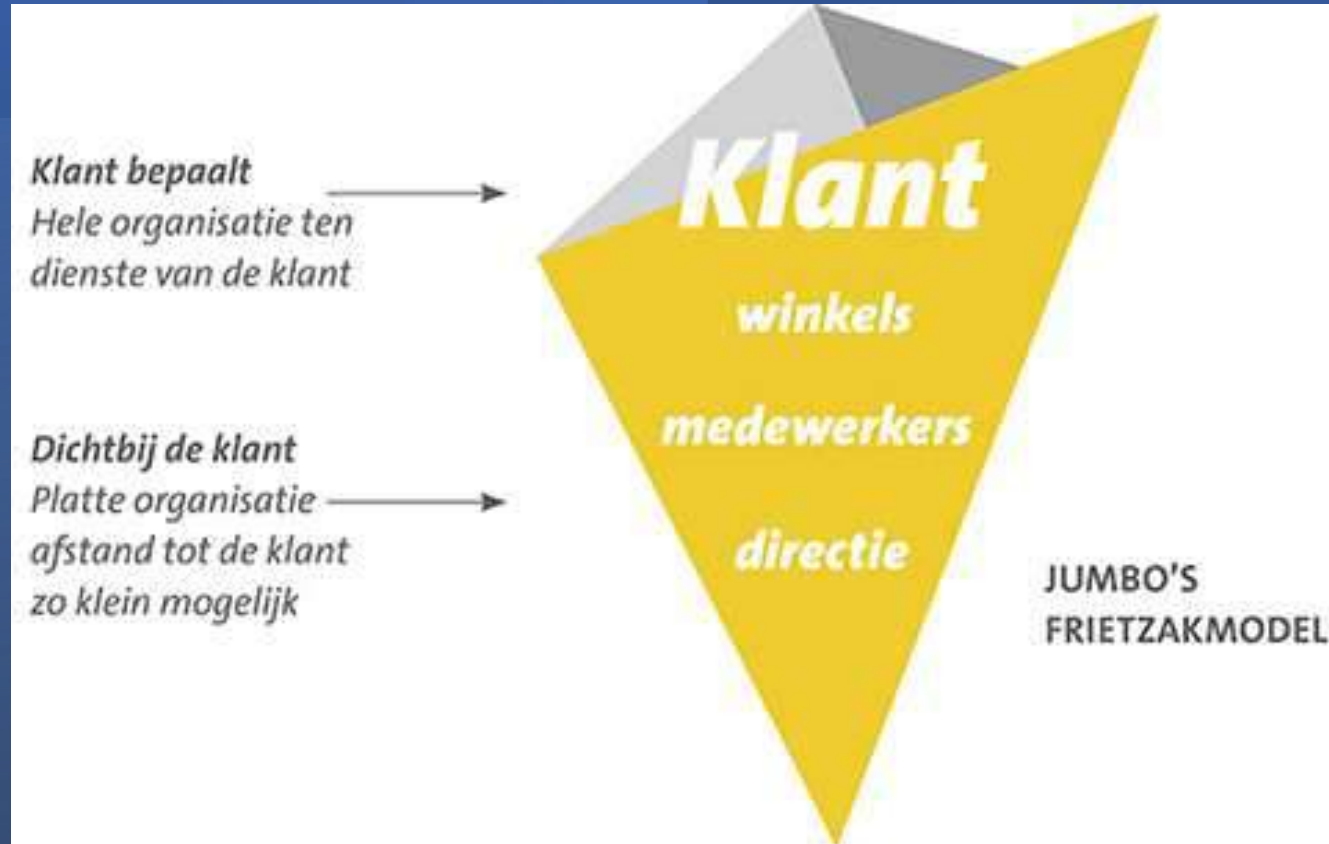 Klant bepaalt
Hele organisatie ten
dienste van de klant
Dichtbij de klant
Platte organisatie
afstand tot de klant
zo klein mogelijk
Klant
winkels
medewerkers
directie
JUMBO'S
FRIETZAKMODEL